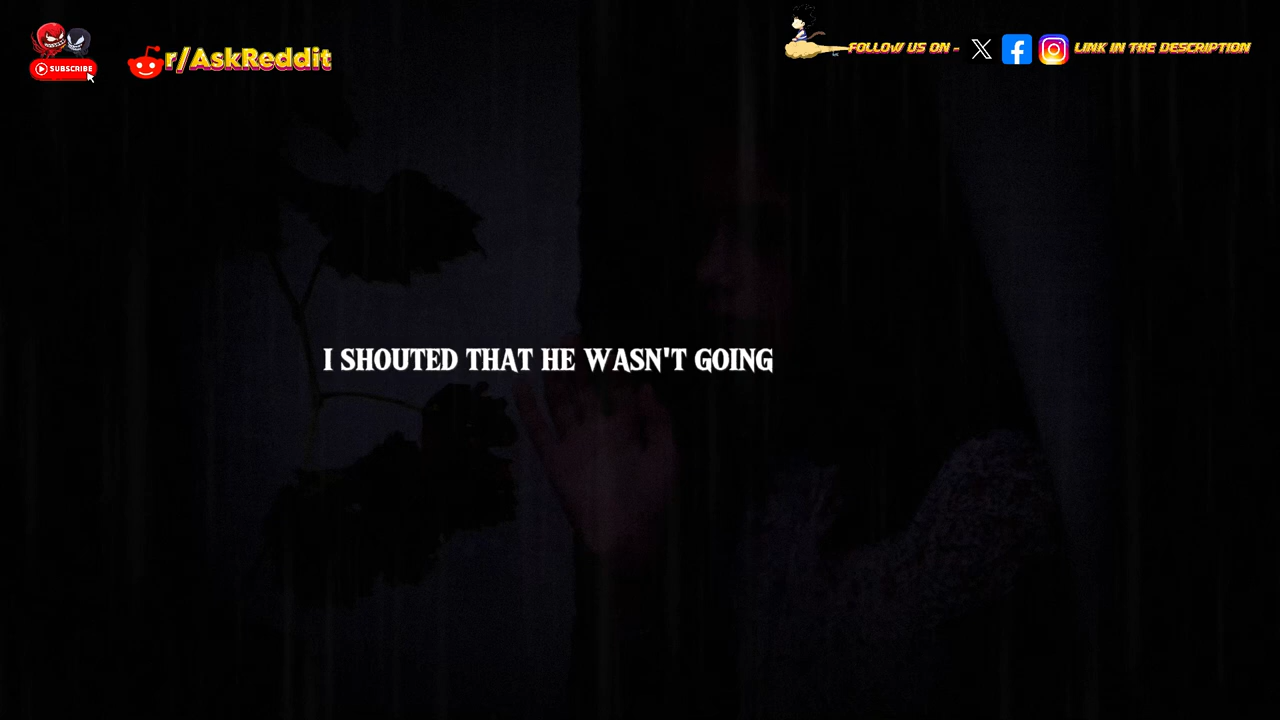 SUBSCRIBE
r/AskReddit
FOLLOW US ON -
LINK IN THE DESCRIPTION
I SHOUTED THAT HE WASN'T GOING